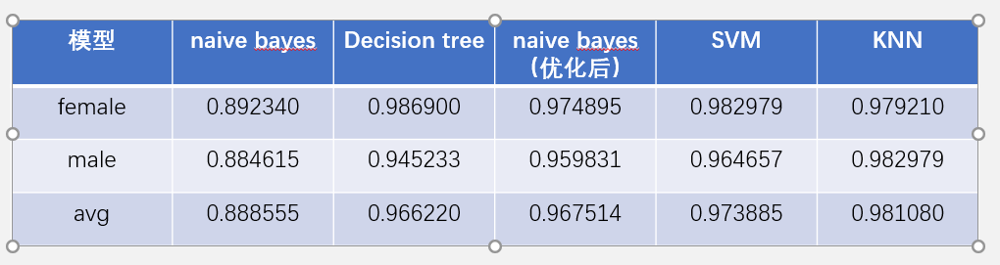 模型 naive bayes Decision tree naive bayes SVM KNN
(优化后)
female 0.892340 0.986900 0.974895 0.982979 0.979210
male 0.884615 0.945233 0.959831 0.964657 0.982979
avg 0.888555 0.966220 0.967514 0.973885 0.981080